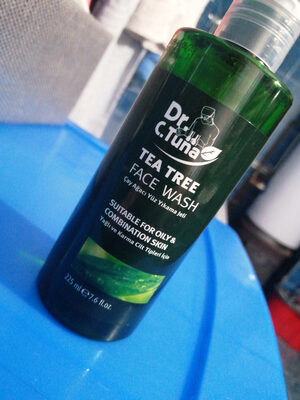 Dr.
C.Tuna
TEA TREE
FACE WASH
Çay Ağacı Yüz Yıkama Jeli
SUITABLE FOR OILY &
COMBINATION SKIN
Yağlı ve Karma Cilt Tipleri İçin
225 ml e 7.6 fl.oz.